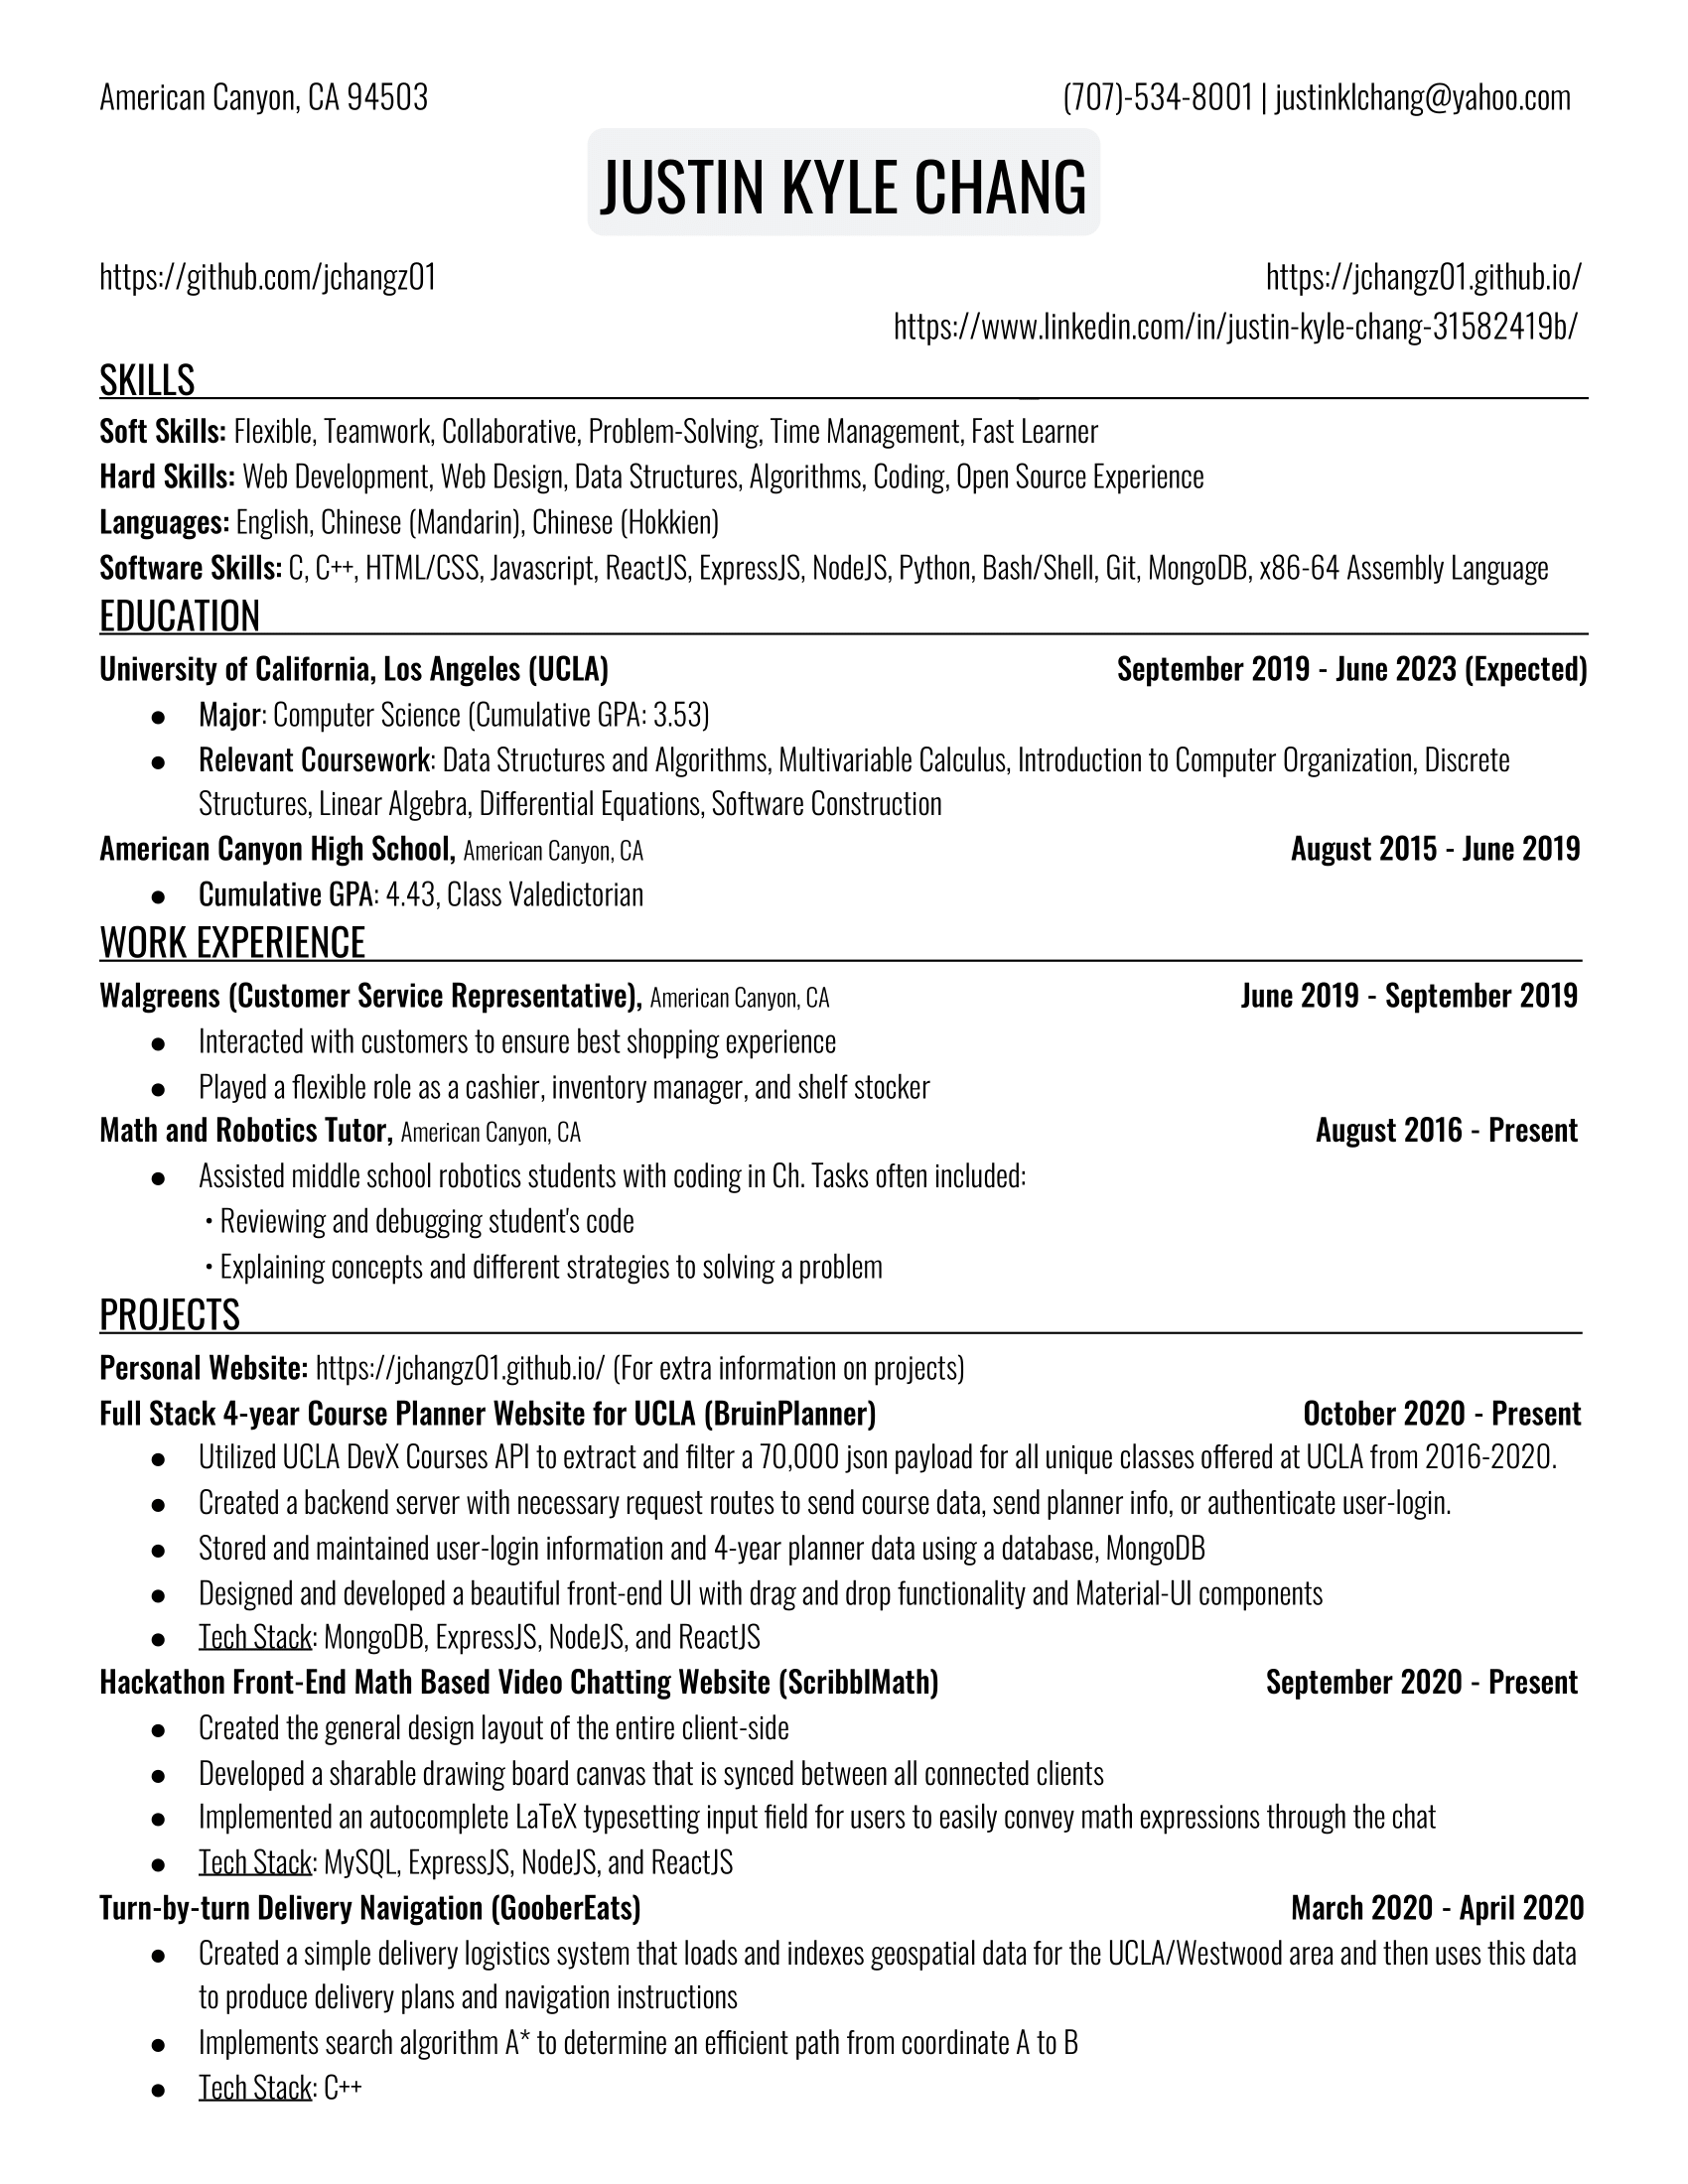 American Canyon, CA 94503 (707)-534-8001 | justinklchang@yahoo.com
JUSTIN KYLE CHANG
https://github.com/jchangz01 https://jchangz01.github.io/
https://www.linkedin.com/in/justin-kyle-chang-31582419b/
SKILLS
Soft Skills: Flexible, Teamwork, Collaborative, Problem-Solving, Time Management, Fast Learner
Hard Skills: Web Development, Web Design, Data Structures, Algorithms, Coding, Open Source Experience
Languages: English, Chinese (Mandarin), Chinese (Hokkien)
Software Skills: C, C++, HTML/CSS, Javascript, ReactJS, ExpressJS, NodeJS, Python, Bash/Shell, Git, MongoDB, x86-64 Assembly Language
EDUCATION
University of California, Los Angeles (UCLA) September 2019 - June 2023 (Expected)
● Major: Computer Science (Cumulative GPA: 3.53)
● Relevant Coursework: Data Structures and Algorithms, Multivariable Calculus, Introduction to Computer Organization, Discrete
Structures, Linear Algebra, Differential Equations, Software Construction
American Canyon High School, American Canyon, CA August 2015 - June 2019
● Cumulative GPA: 4.43, Class Valedictorian
WORK EXPERIENCE
Walgreens (Customer Service Representative), American Canyon, CA June 2019 - September 2019
● Interacted with customers to ensure best shopping experience
● Played a flexible role as a cashier, inventory manager, and shelf stocker
Math and Robotics Tutor, American Canyon, CA August 2016 - Present
● Assisted middle school robotics students with coding in Ch. Tasks often included:
• Reviewing and debugging student's code
• Explaining concepts and different strategies to solving a problem
PROJECTS
Personal Website: https://jchangz01.github.io/ (For extra information on projects)
Full Stack 4-year Course Planner Website for UCLA (BruinPlanner) October 2020 - Present
● Utilized UCLA DevX Courses API to extract and filter a 70,000 json payload for all unique classes offered at UCLA from 2016-2020.
● Created a backend server with necessary request routes to send course data, send planner info, or authenticate user-login.
● Stored and maintained user-login information and 4-year planner data using a database, MongoDB
● Designed and developed a beautiful front-end UI with drag and drop functionality and Material-UI components
● Tech Stack: MongoDB, ExpressJS, NodeJS, and ReactJS
Hackathon Front-End Math Based Video Chatting Website (ScribblMath) September 2020 - Present
● Created the general design layout of the entire client-side
● Developed a sharable drawing board canvas that is synced between all connected clients
● Implemented an autocomplete LaTeX typesetting input field for users to easily convey math expressions through the chat
● Tech Stack: MySQL, ExpressJS, NodeJS, and ReactJS
Turn-by-turn Delivery Navigation (GooberEats) March 2020 - April 2020
● Created a simple delivery logistics system that loads and indexes geospatial data for the UCLA/Westwood area and then uses this data
to produce delivery plans and navigation instructions
● Implements search algorithm A* to determine an efficient path from coordinate A to B
● Tech Stack: C++